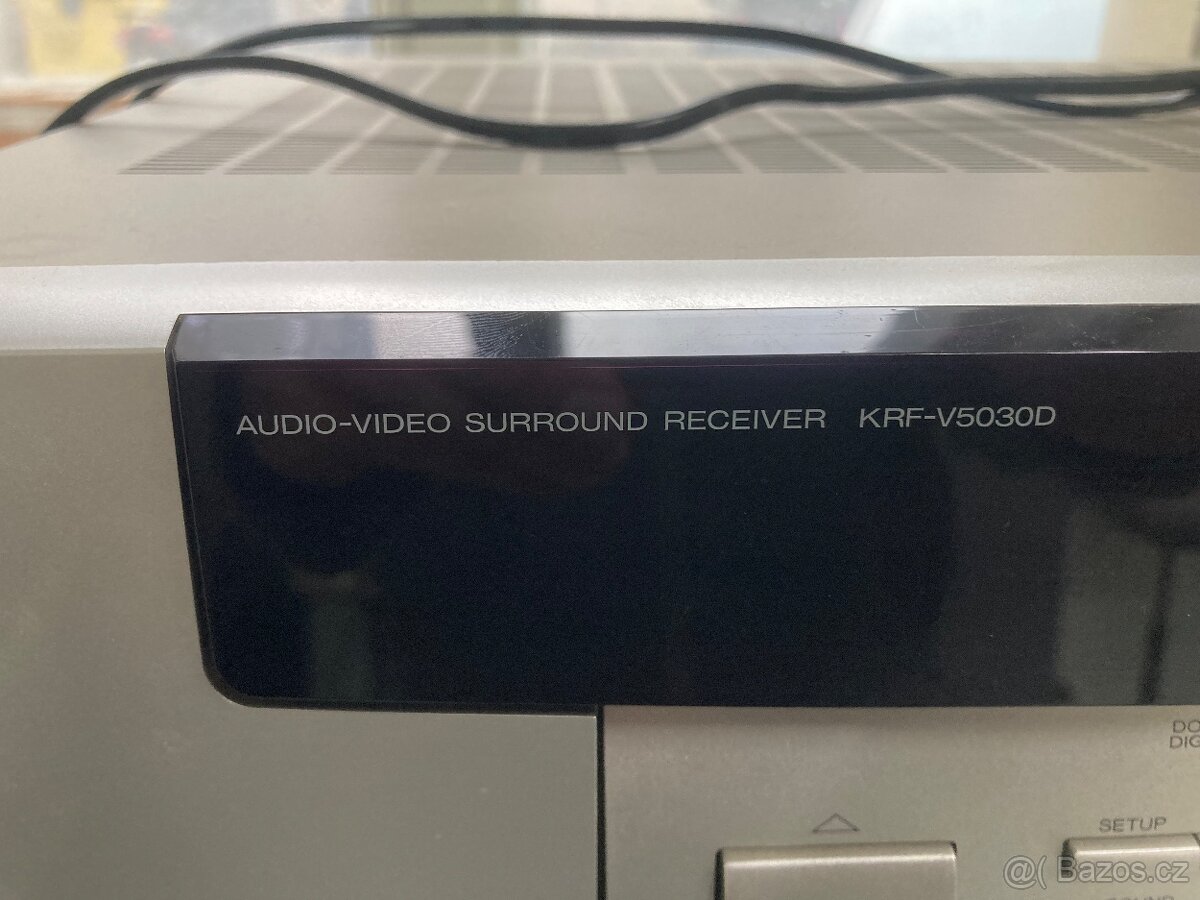 AUDIO-VIDEO SURROUND RECEIVER KRF-V5030D
SETUP
@( Bazos.cz